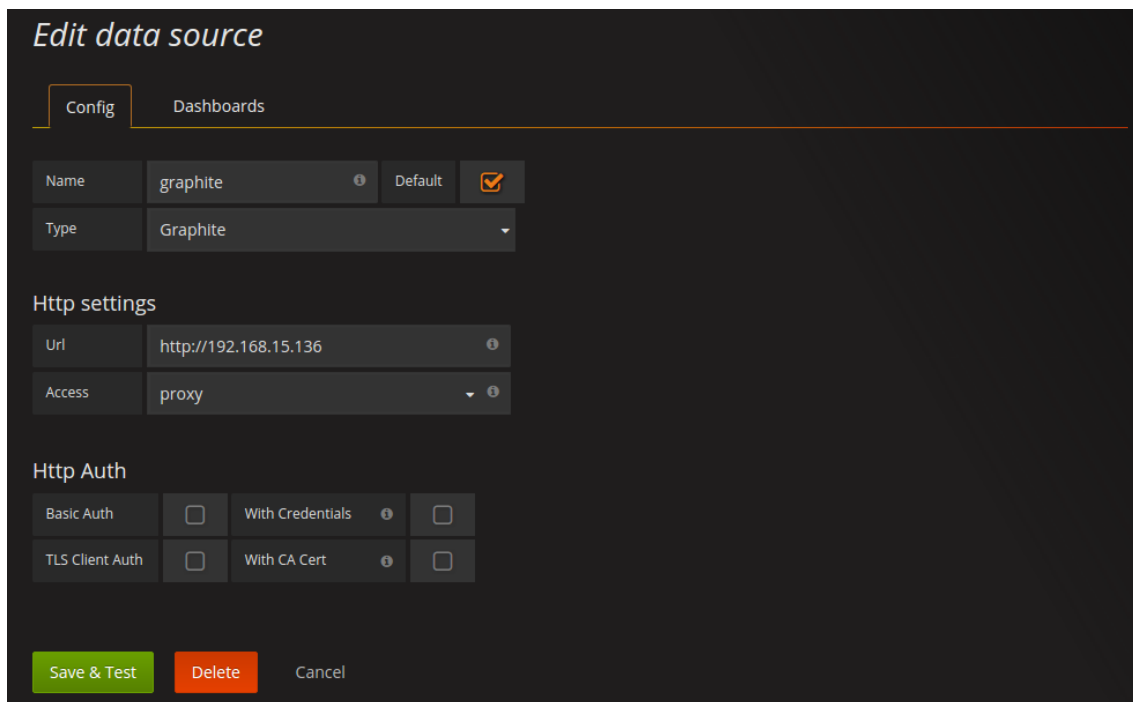 Edit data source
Config Dashboards
Name graphite Default
Type Graphite
Http settings
Url http://192.168.15.136
Access proxy
Http Auth
Basic Auth With Credentials
TLS Client Auth With CA Cert
Save & Test Delete Cancel